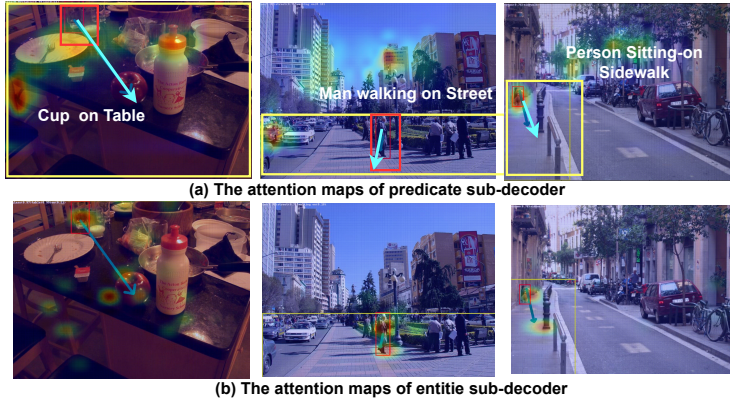 Cup on Table
Man walking on Street
Person Sitting-on
Sidewalk
(a) The attention maps of predicate sub-decoder
(b) The attention maps of entitie sub-decoder